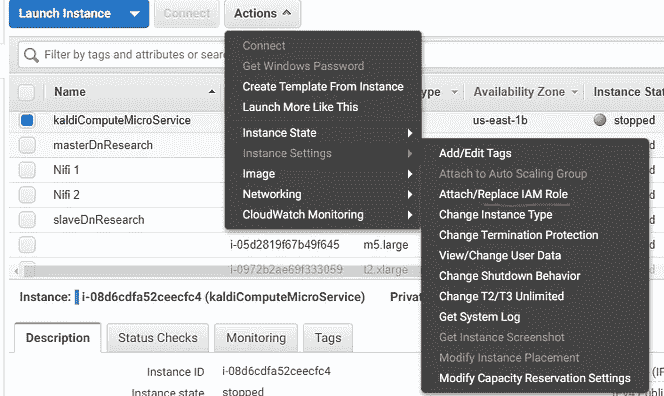 Launch Instance Connect Actions
Filter by tags and attributes or sear
Name Type Availability Zone Instance Stat
kaldiComputeMicroService us-east-1b stopped
masterDnResearch
Nifi 1
Nifi 2
slaveDnResearch
i-05d2819f67b49f645 m5.large
i-0972b2ae69f333059 t2.xlarge
Connect
Get Windows Password
Create Template From Instance
Launch More Like This
Instance State
Instance Settings
Image
Networking
CloudWatch Monitoring
Add/Edit Tags
Attach to Auto Scaling Group
Attach/Replace IAM Role
Change Instance Type
Change Termination Protection
View/Change User Data
Change Shutdown Behavior
Change T2/T3 Unlimited
Get System Log
Get Instance Screenshot
Modify Instance Placement
Modify Capacity Reservation Settings
Instance: i-08d6cdfa52ceecfc4 (kaldiComputeMicroService) Privat
Description Status Checks Monitoring Tags
Instance ID i-08d6cdfa52ceecfc4
Instance state stopped